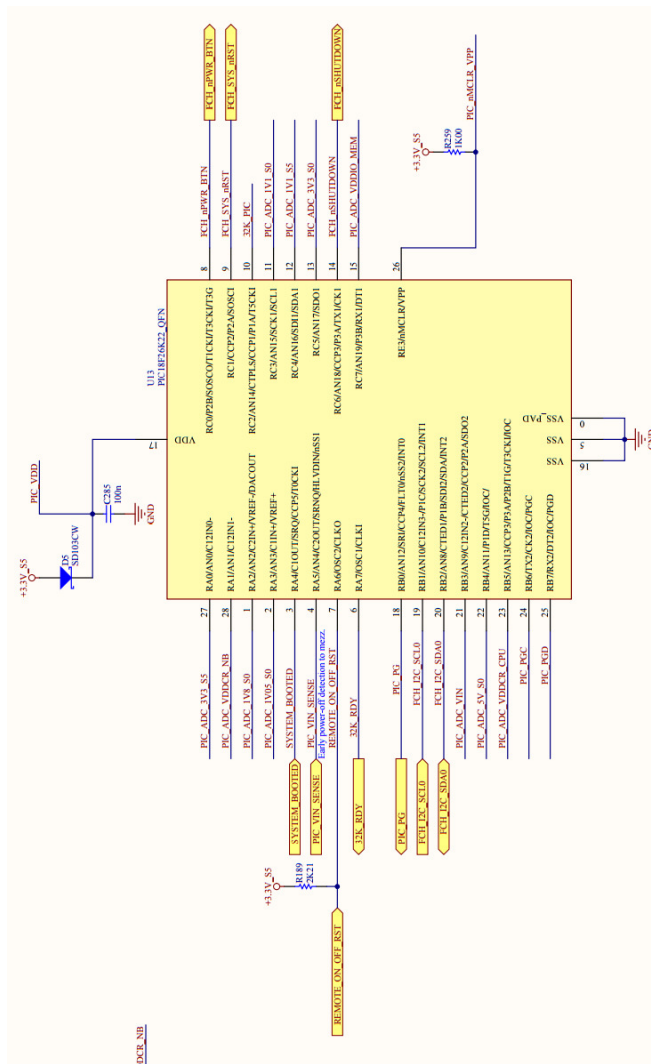 FCH_nPWR_BTN
FCH_SYS_nRST
FCH_nSHUTDOWN
FCH_nPWR_BTN
FCH_SYS_nRST
32K_PIC
PIC_ADC_1V1_S0
PIC_ADC_1V1_S5
PIC_ADC_3V3_S0
FCH_nSHUTDOWN
PIC_ADC_VDDIO_MEM
PIC_nMCLR_VPP
+3.3V_S5
R259
1K00
8
9
10
11
12
13
14
15
26
U13
PIC18F26K22_QFN
RC0/P2B/SOSCO/T1CKI/T3CKI/T3G
RC1/CCP2/P2A/SOSCI
RC2/AN14/CTPLS/CCP1/P1A/T5CKI
RC3/AN15/SCK1/SCL1
RC4/AN16/SDI1/SDA1
RC5/AN17/SDO1
RC6/AN18/CCP3/P3A/TX1/CK1
RC7/AN19/P3B/RX1/DT1
RE3/nMCLR/VPP
VDD
17
VSS_PAD
VSS
VSS
0
5
16
GND
PIC_VDD
C285
100n
GND
D5
SD103CW
+3.3V_S5
RA0/AN0/C12IN0-
RA1/AN1/C12IN1-
RA2/AN2/C2IN+/VREF-/DACOUT
RA3/AN3/C1IN+/VREF+
RA4/C1OUT/SRQ/CCP5/T0CK1
RA5/AN4/C2OUT/SRNQ/HLVDIN/nSS1
RA6/OSC2/CLKO
RA7/OSC1/CLK1
RB0/AN12/SRI/CCP4/FLT0/nSS2/INT0
RB1/AN10/C12IN3-/P1C/SCK2/SCL2/INT1
RB2/AN8/CTED1/P1B/SDI2/SDA/INT2
RB3/AN9/C12IN2-/CTED2/CCP2/P2A/SDO2
RB4/AN11/P1D/T5G/IOC/
RB5/AN13/CCP3/P3A/P2B/T1G/T3CKI/IOC
RB6/TX2/CK2/IOC/PGC
RB7/RX2/DT2/IOC/PGD
27
28
1
2
3
4
7
6
18
19
20
21
22
23
24
25
PIC_ADC_3V3_S5
PIC_ADC_VDDCR_NB
PIC_ADC_1V8_S0
PIC_ADC_1V05_S0
SYSTEM_BOOTED
PIC_VIN_SENSE
Early power-off detection to mezz.
REMOTE_ON_OFF_RST
32K_RDY
PIC_PG
FCH_I2C_SCL0
FCH_I2C_SDA0
PIC_ADC_VIN
PIC_ADC_5V_S0
PIC_ADC_VDDCR_CPU
PIC_PGC
PIC_PGD
SYSTEM_BOOTED
PIC_VIN_SENSE
32K_RDY
PIC_PG
FCH_I2C_SCL0
FCH_I2C_SDA0
+3.3V_S5
R189
2K21
REMOTE_ON_OFF_RST
DDCR_NB